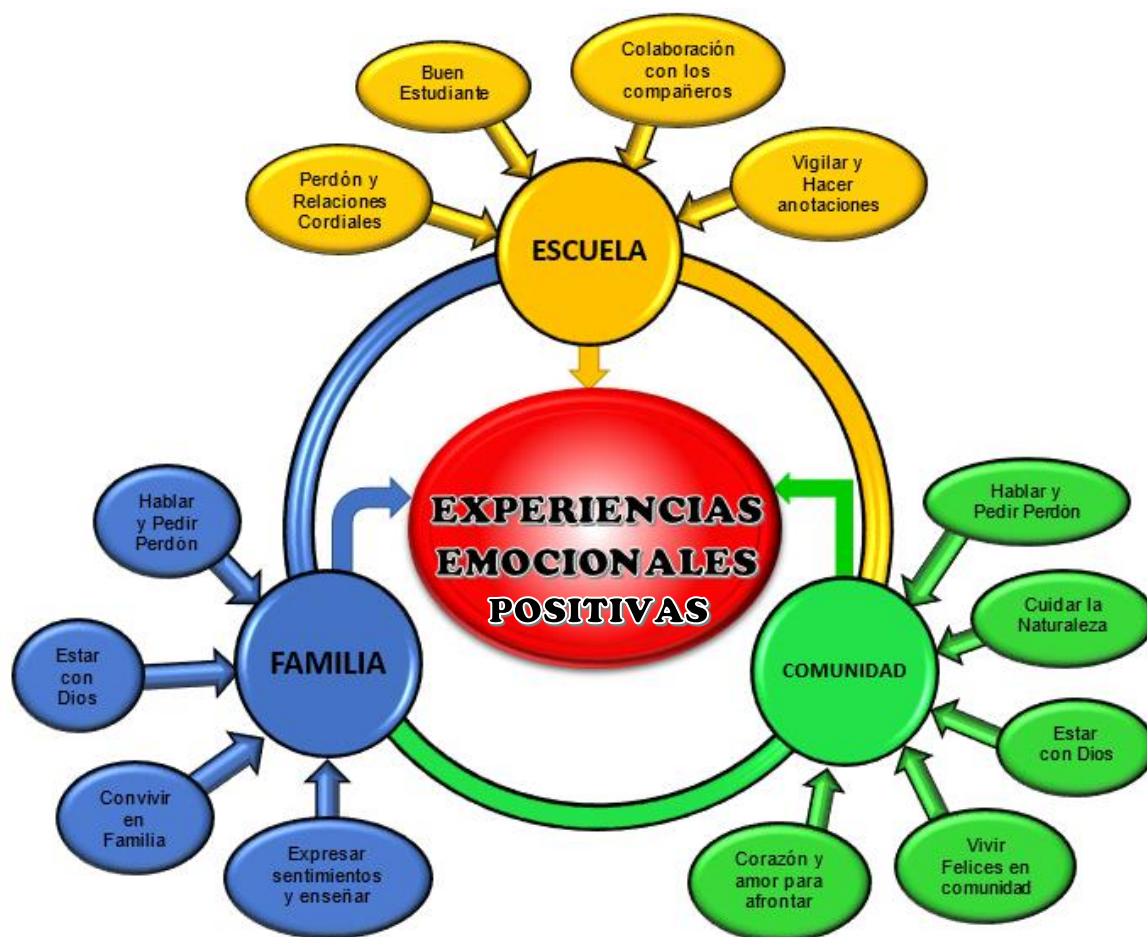 Buen
Estudiante
Colaboración
con los
compañeros
Perdón y
Relaciones
Cordiales
Vigilar y
Hacer
anotaciones
ESCUELA
EXPERIENCIAS
EMOCIONALES
POSITIVAS
Hablar
y Pedir
Perdón
Estar
con
Dios
Convivir
en
Familia
Expresar
sentimientos
y enseñar
FAMILIA
COMUNIDAD
Hablar y
Pedir Perdón
Cuidar la
Naturaleza
Estar
con Dios
Vivir
Felices en
comunidad
Corazón y
amor para
afrontar